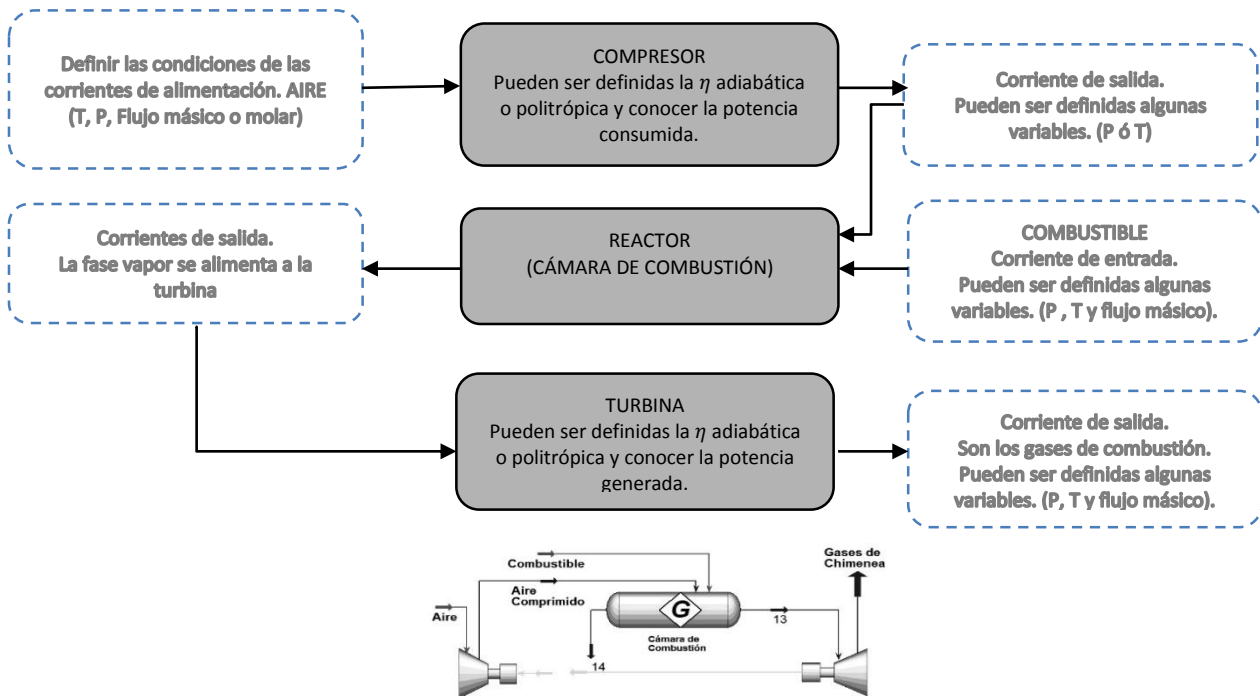 Definir las condiciones de las
corrientes de alimentación. AIRE
(T, P, Flujo másico o molar)
COMPRESOR
Pueden ser definidas la η adiabática
o politrópica y conocer la potencia
consumida.
Corriente de salida.
Pueden ser definidas algunas
variables. (P ó T)
Corrientes de salida.
La fase vapor se alimenta a la
turbina
REACTOR
(CÁMARA DE COMBUSTIÓN)
COMBUSTIBLE
Corriente de entrada.
Pueden ser definidas algunas
variables. (P , T y flujo másico).
TURBINA
Pueden ser definidas la η adiabática
o politrópica y conocer la potencia
generada.
Corriente de salida.
Son los gases de combustión.
Pueden ser definidas algunas
variables. (P, T y flujo másico).
Combustible
Aire
Comprimido
Aire
G
Cámara de
Combustión
14
13
Gases de
Chimenea